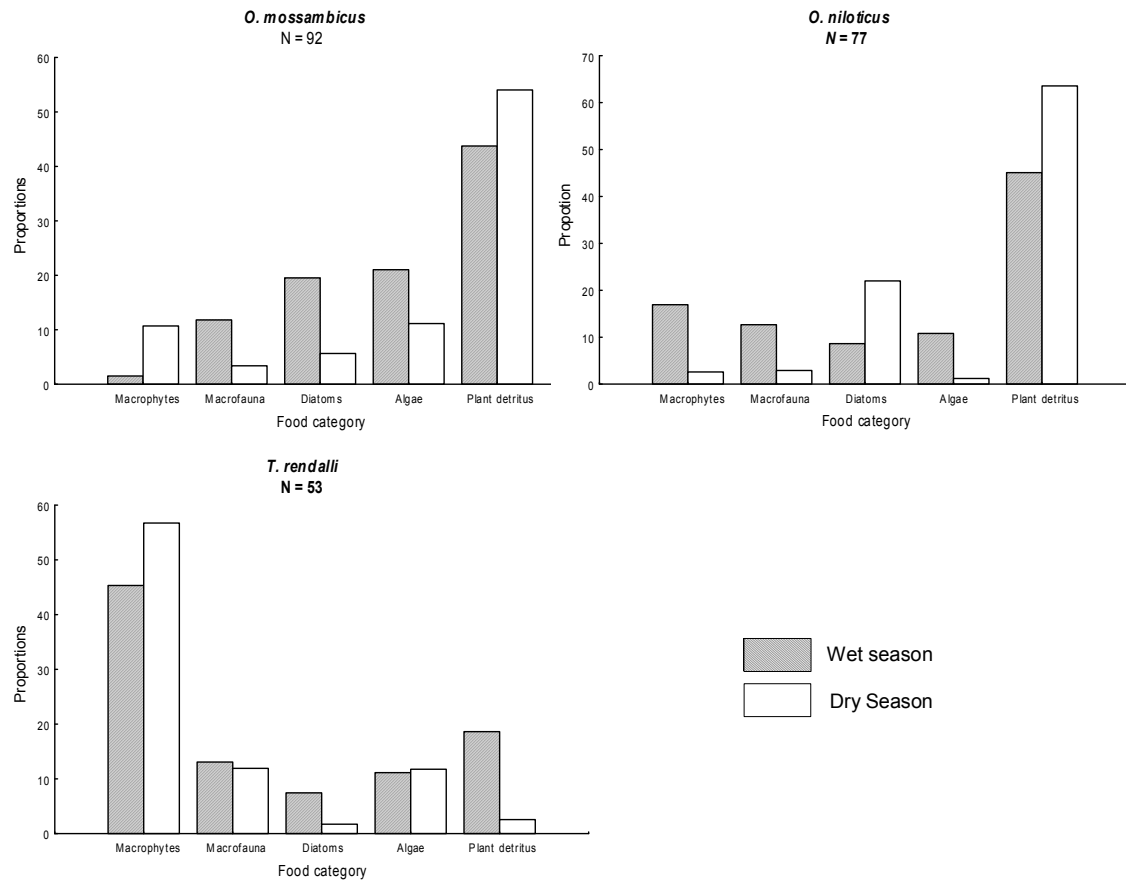 O. mossambicus
N = 92
Proportions
60
50
40
30
20
10
0
Macrophytes Macrofauna Diatoms Algae Plant detritus
Food category
O. niloticus
N = 77
Propotion
70
60
50
40
30
20
10
0
Macrophytes Macrofauna Diatoms Algae Plant detritus
Food category
T. rendalli
N = 53
Proportions
60
50
40
30
20
10
0
Macrophytes Macrofauna Diatoms Algae Plant detritus
Food category
Wet season
Dry Season